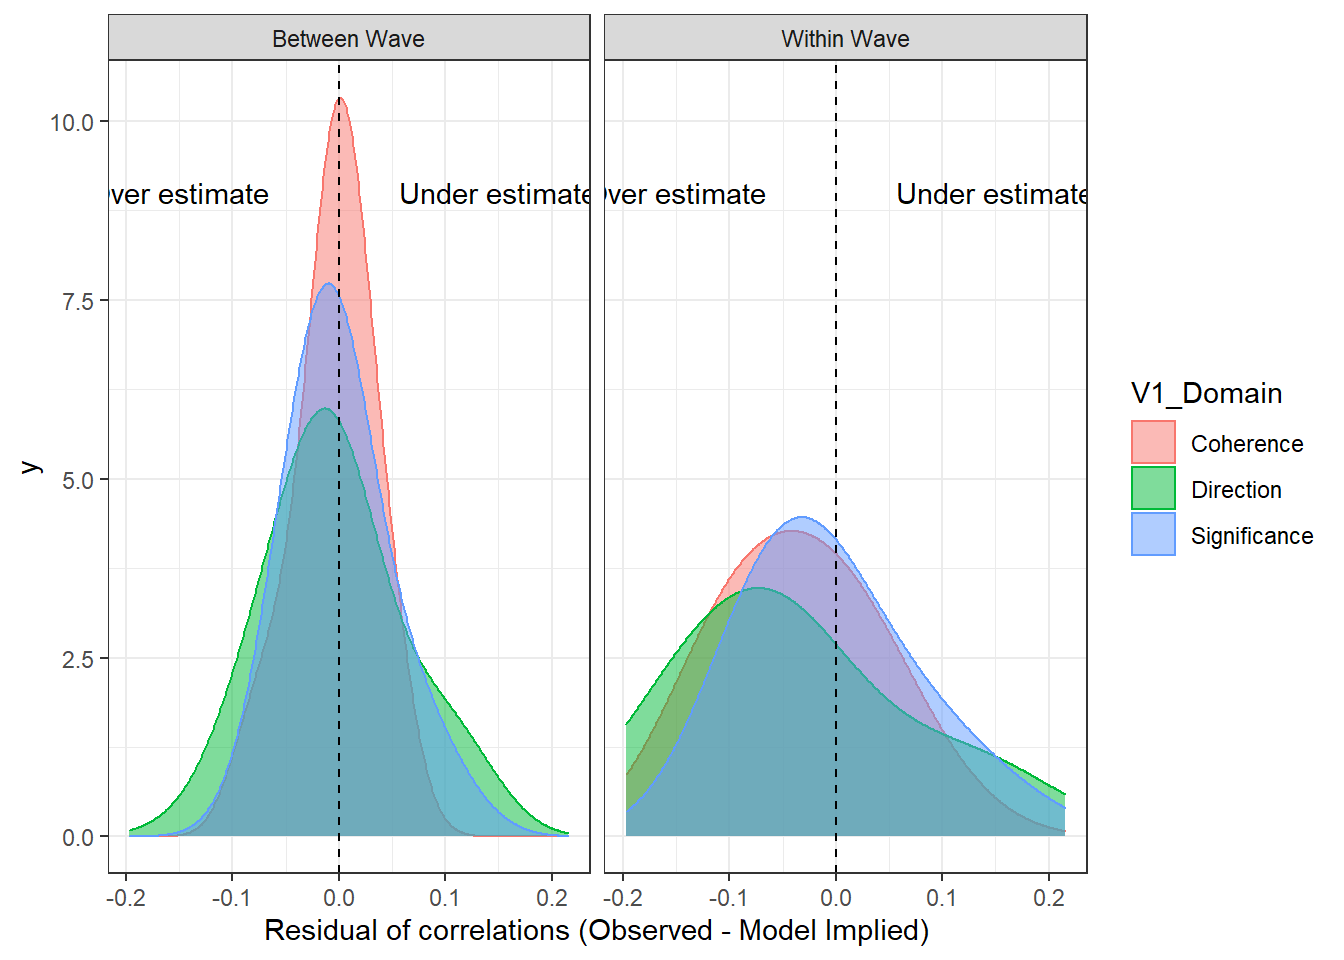 Between Wave
Within Wave
10.0
7.5
5.0
2.5
0.0
y
ver estimate
Under estimate
ver estimate
Under estimate
-0.2 -0.1 0.0 0.1 0.2
-0.2 -0.1 0.0 0.1 0.2
Residual of correlations (Observed - Model Implied)
V1_Domain
Coherence
Direction
Significance